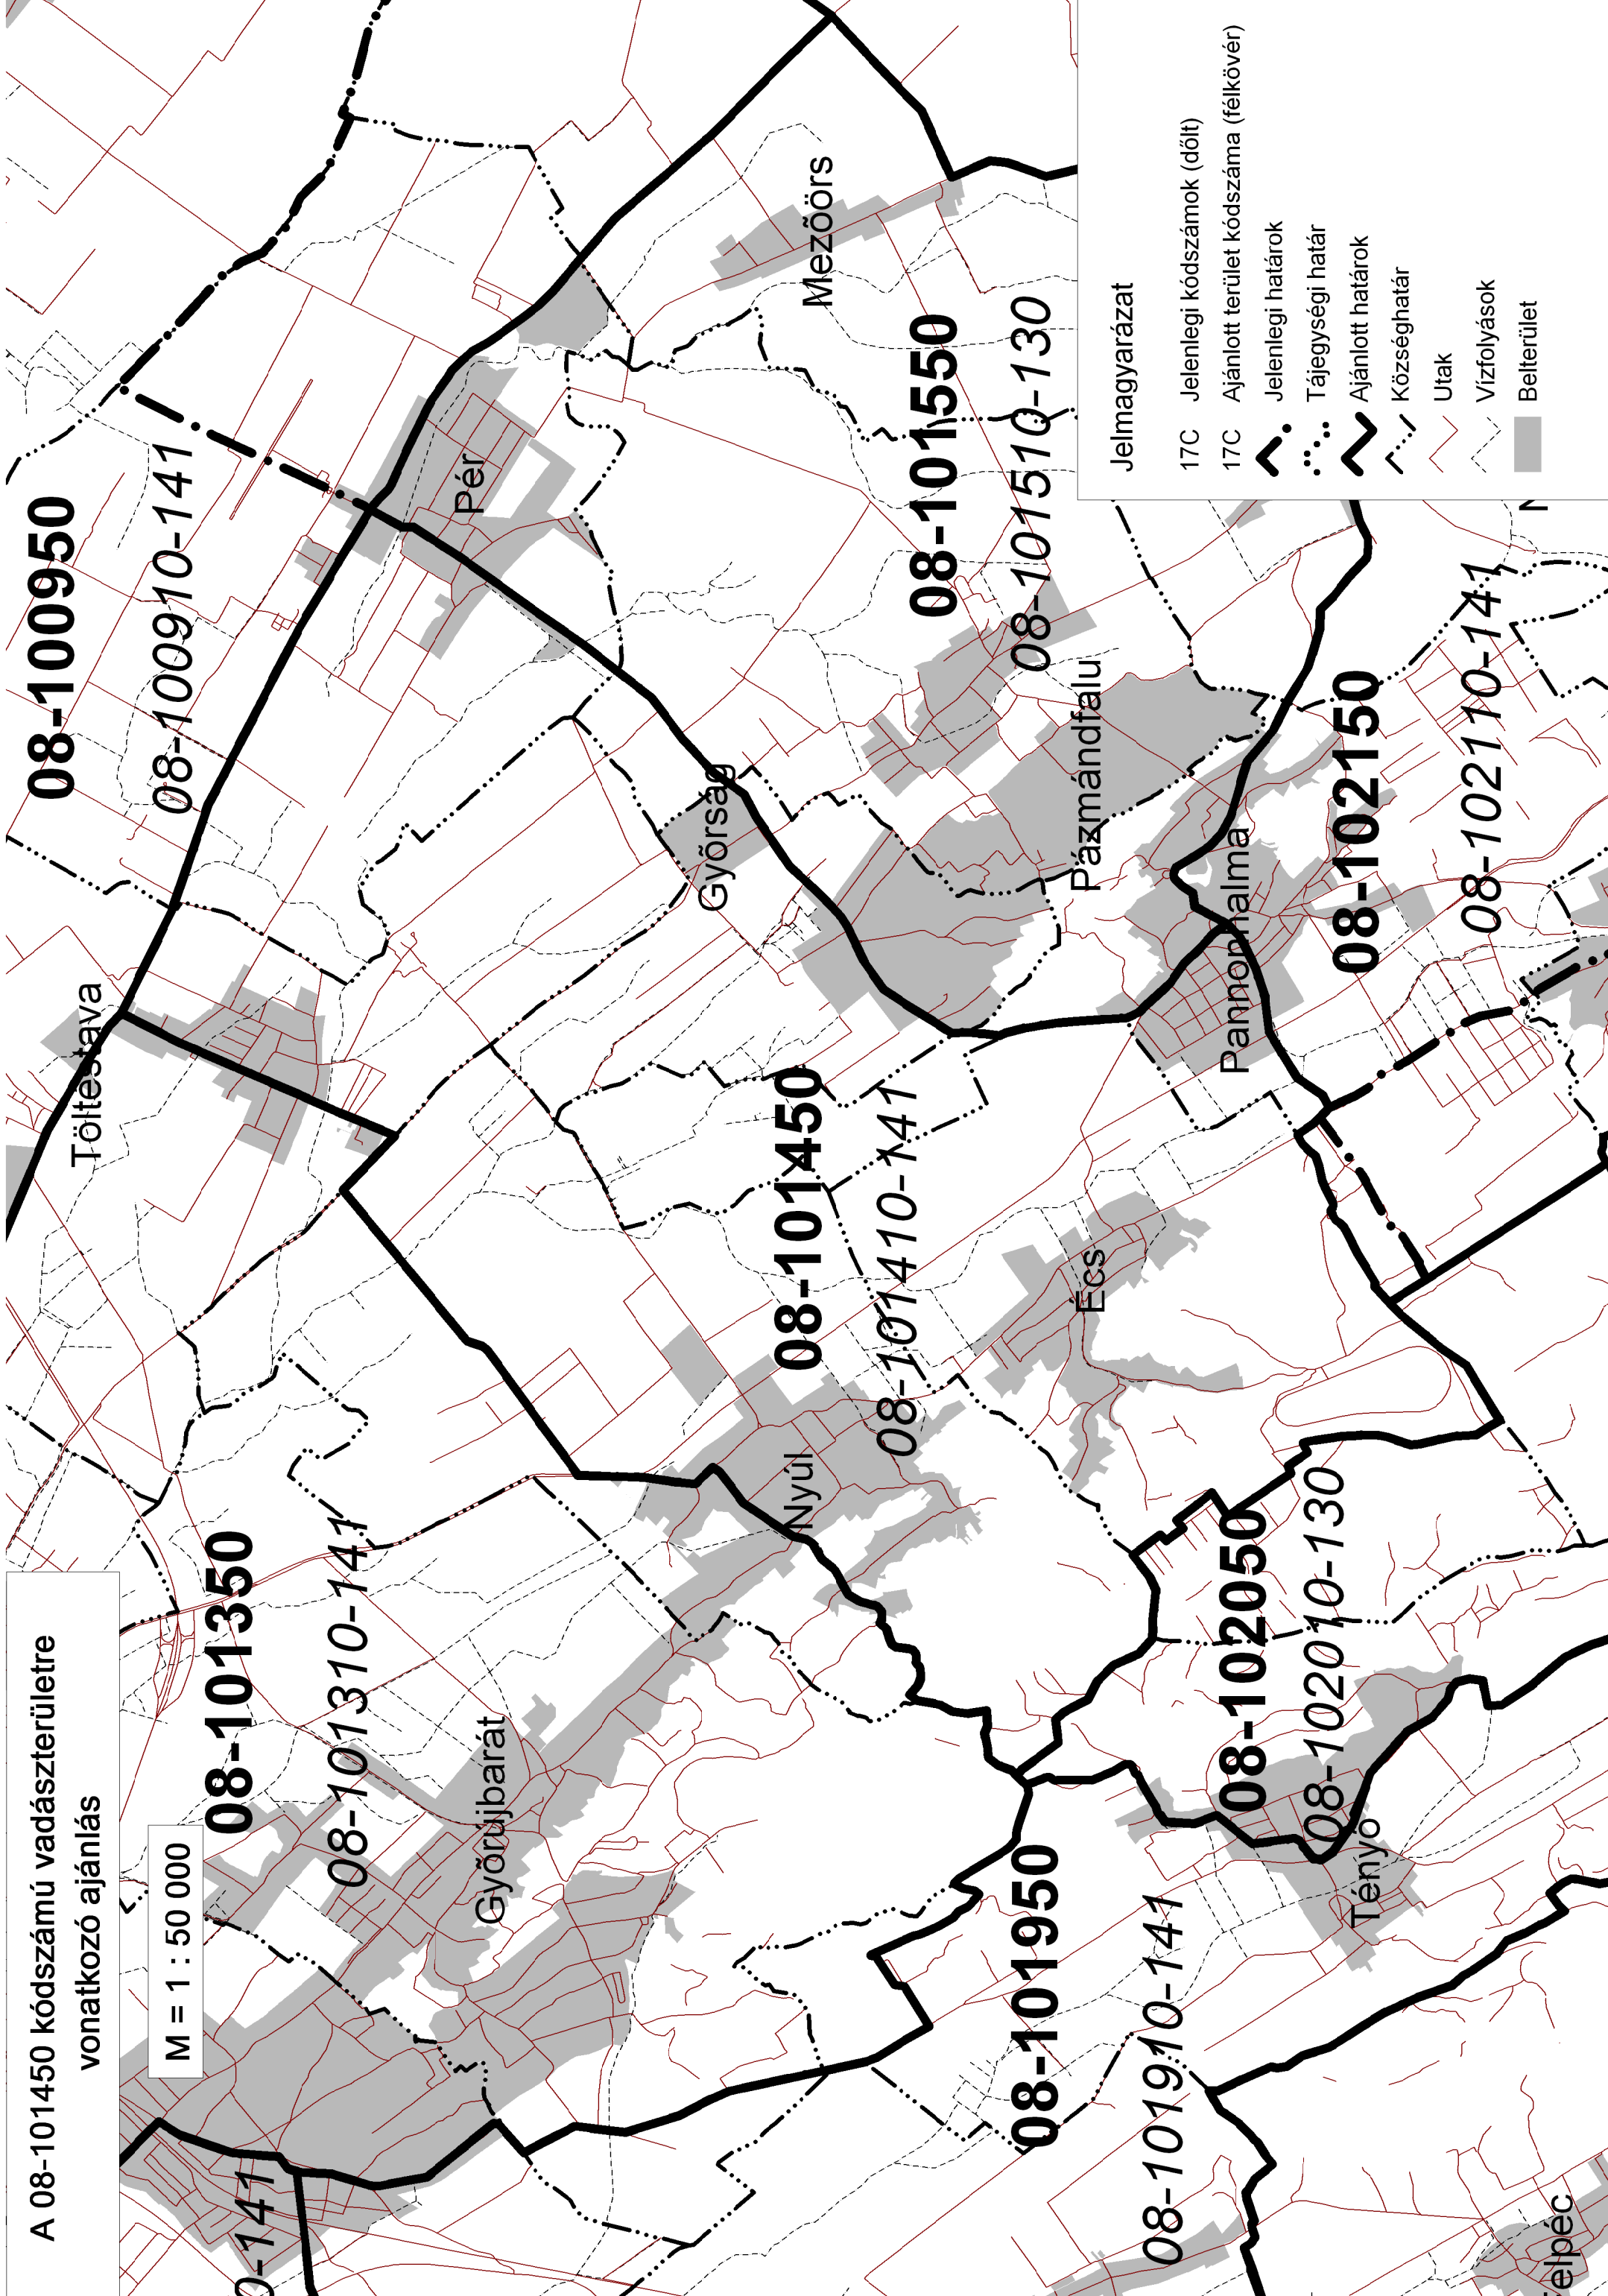 A 08-101450 kódszámú vadászterületre
vonatkozó ajánlás
M = 1 : 50 000
08-101350
08-101310-141
Győrújbarát
08-101950
08-101910-141
Tényő
08-102050
08-102010-130
Nyúl
08-101450
08-101410-141
Écs
Töltéstava
Győrság
Pannonhalma
Pázmándfalu
08-102150
08-102110-141
08-100950
08-100910-141
Pér
08-101550
08-101510-130
Mezőörs
0-141
elpéc
Jelmagyarázat
17C Jelenlegi kódszámok (dőlt)
17C Ajánlott terület kódszáma (félkövér)
Jelenlegi határok
Tájegységi határ
Ajánlott határok
Községhatár
Utak
Vízfolyások
Belterület